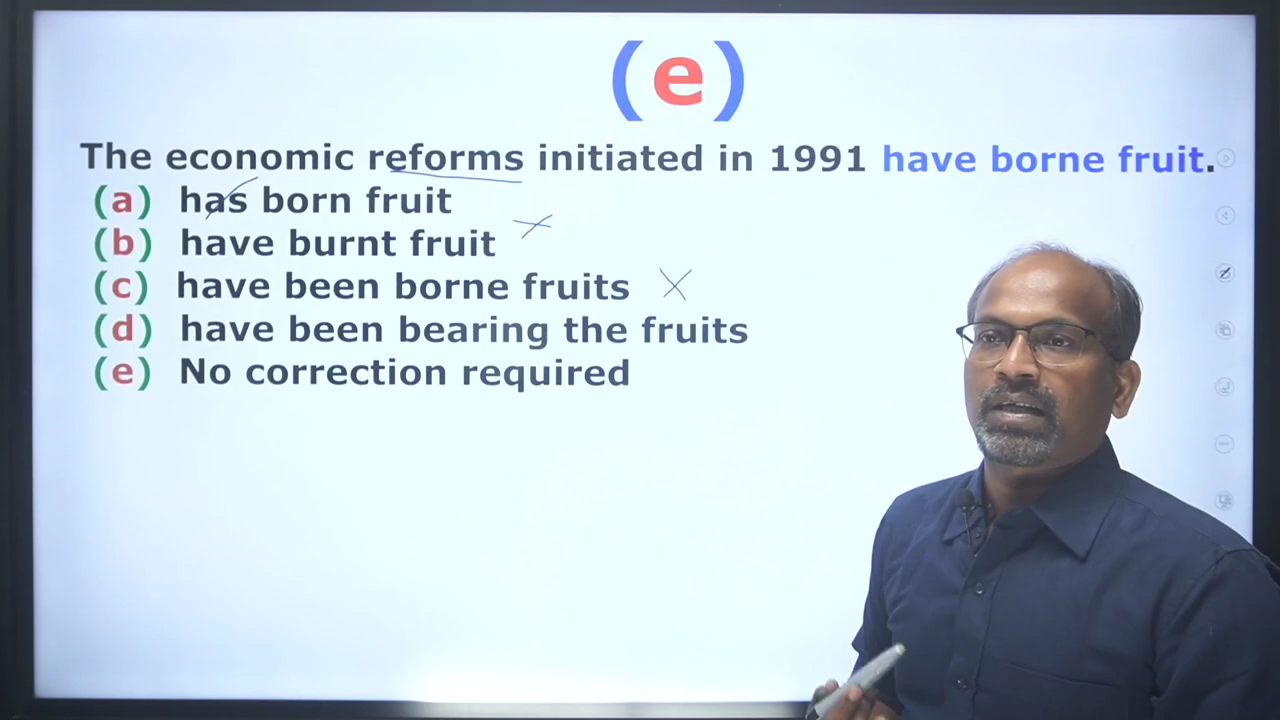 (e)
The economic reforms initiated in 1991 have borne fruit.
(a) has born fruit
(b) have burnt fruit
(c) have been borne fruits
(d) have been bearing the fruits
(e) No correction required